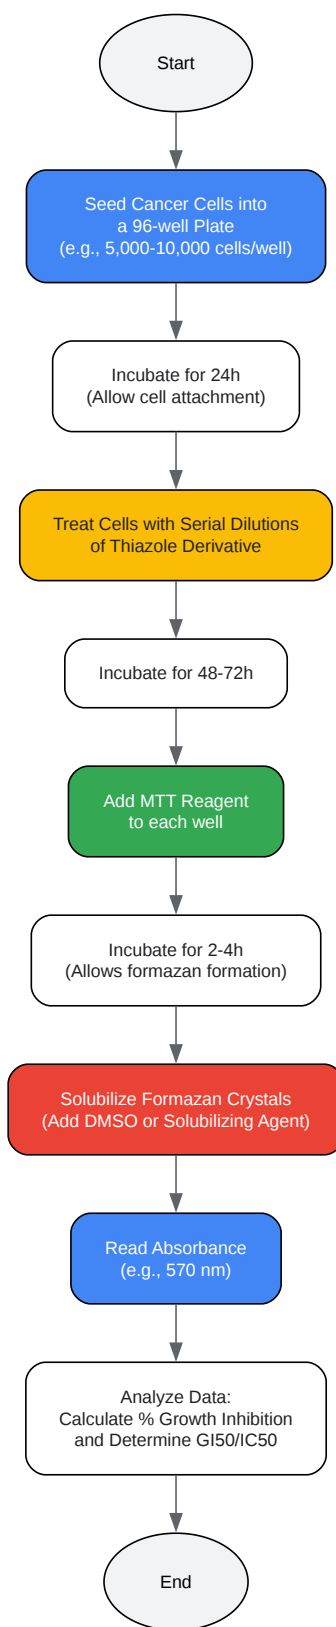 Start
Seed Cancer Cells into
a 96-well Plate
(e.g., 5,000-10,000 cells/well)
Incubate for 24h
(Allow cell attachment)
Treat Cells with Serial Dilutions
of Thiazole Derivative
Incubate for 48-72h
Add MTT Reagent
to each well
Incubate for 2-4h
(Allows formazan formation)
Solubilize Formazan Crystals
(Add DMSO or Solubilizing Agent)
Read Absorbance
(e.g., 570 nm)
Analyze Data:
Calculate % Growth Inhibition
and Determine GI50/IC50
End